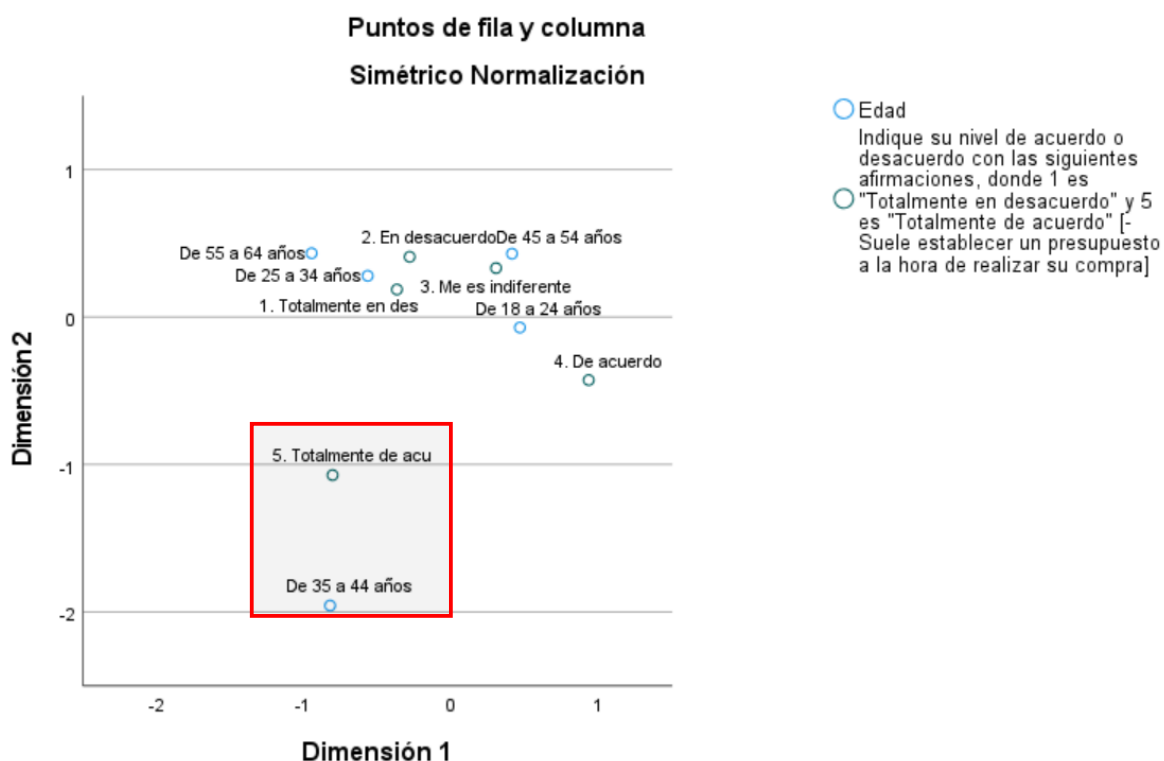 Puntos de fila y columna
Simétrico Normalización
Edad
Indique su nivel de acuerdo o
desacuerdo con las siguientes
afirmaciones, donde 1 es
"Totalmente en desacuerdo" y 5
es "Totalmente de acuerdo" [-
Suele establecer un presupuesto
a la hora de realizar su compra]
1
0
-1
-2
Dimensión 2
De 55 a 64 años
2. En desacuerdo
De 45 a 54 años
De 25 a 34 años
1. Totalmente en des
3. Me es indiferente
De 18 a 24 años
4. De acuerdo
5. Totalmente de acu
De 35 a 44 años
-2
-1
0
1
Dimensión 1